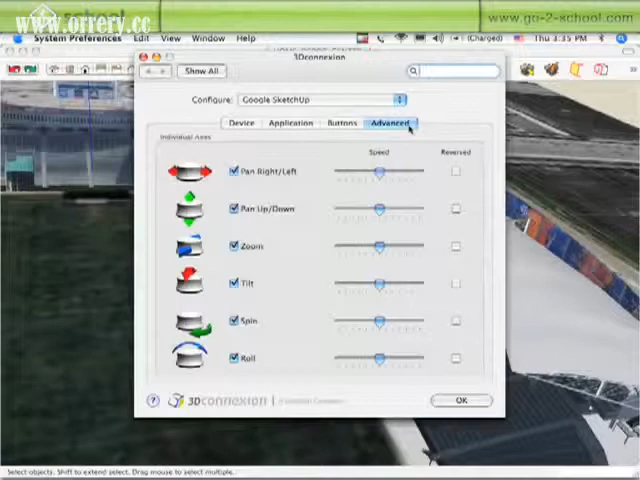 www.orrery.cc
school
www.go-2-school.com
System Preferences Edit View Window Help
(Charged) Thu 3:35 PM
3Dconnexion
Show All
Configure: Google SketchUp
Device Application Buttons Advanced
Individual Axes
Speed Reversed
Pan Right/Left
Pan Up/Down
Zoom
Tilt
Spin
Roll
? 3Dconnexion OK
Select objects. Shift to extend select. Drag mouse to select multiple.